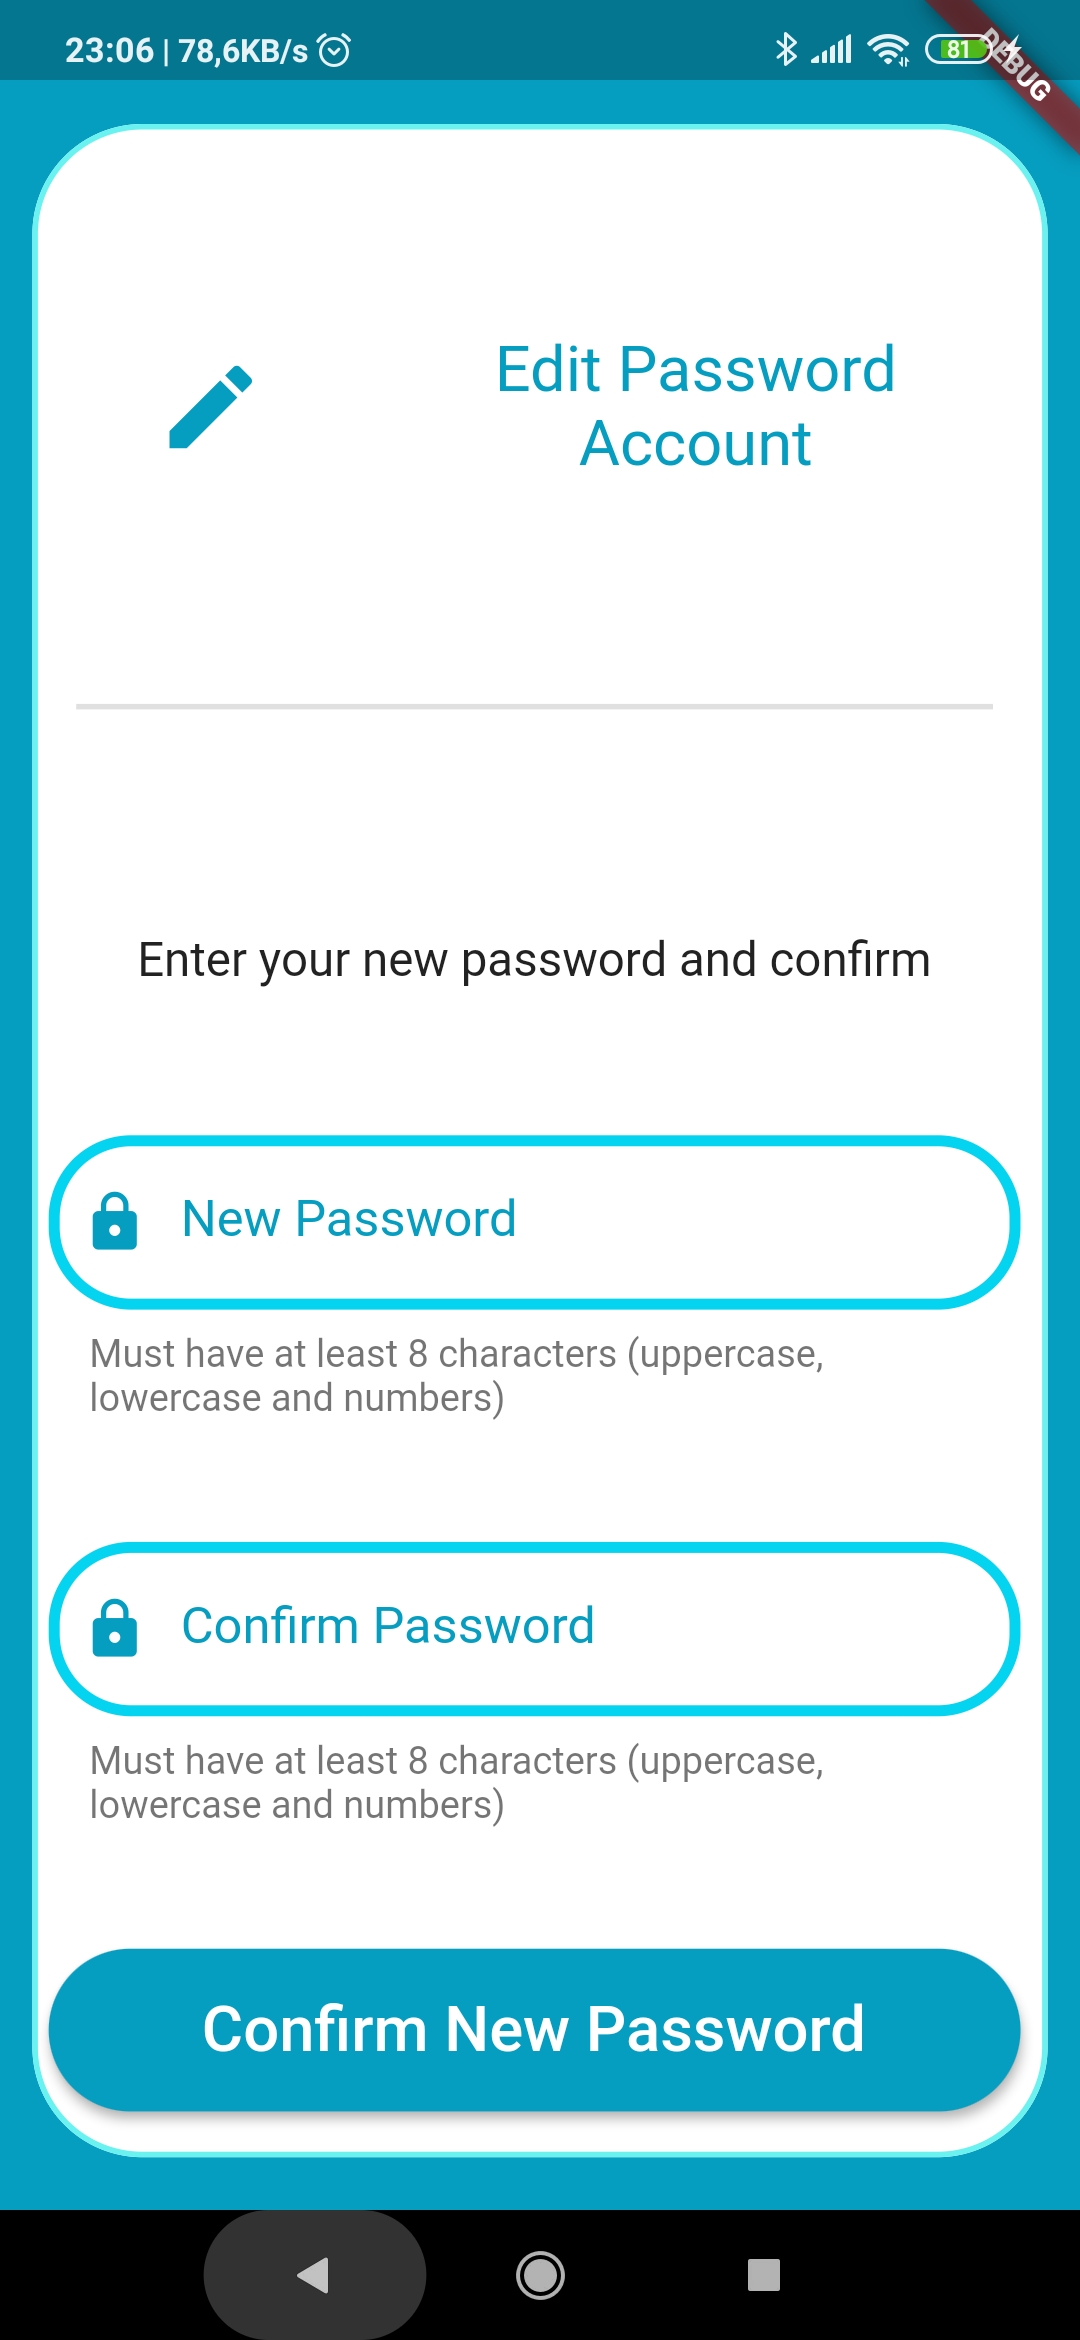 23:06 | 78,6KB/s
81
DEBUG
Edit Password
Account
Enter your new password and confirm
New Password
Must have at least 8 characters (uppercase,
lowercase and numbers)
Confirm Password
Must have at least 8 characters (uppercase,
lowercase and numbers)
Confirm New Password